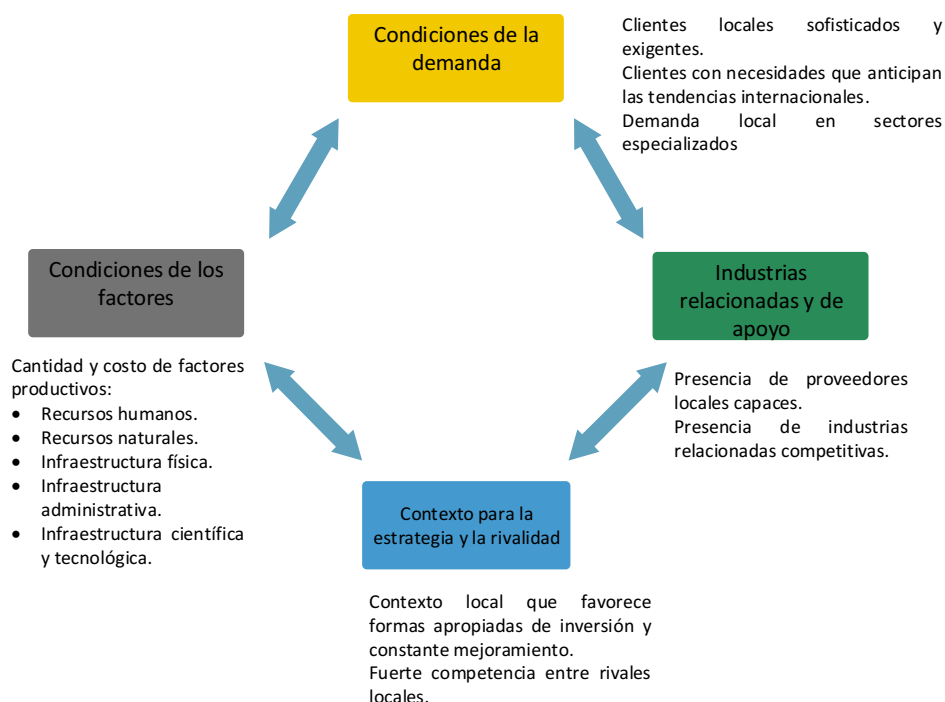 Condiciones de la
demanda
Clientes locales sofisticados y
exigentes.
Clientes con necesidades que anticipan
las tendencias internacionales.
Demanda local en sectores
especializados
Condiciones de los
factores
Cantidad y costo de factores
productivos:
• Recursos humanos.
• Recursos naturales.
• Infraestructura física.
• Infraestructura
administrativa.
• Infraestructura científica
y tecnológica.
Industrias
relacionadas y de
apoyo
Presencia de proveedores
locales capaces.
Presencia de industrias
relacionadas competitivas.
Contexto para la
estrategia y la rivalidad
Contexto local que favorece
formas apropiadas de inversión y
constante mejoramiento.
Fuerte competencia entre rivales
locales.